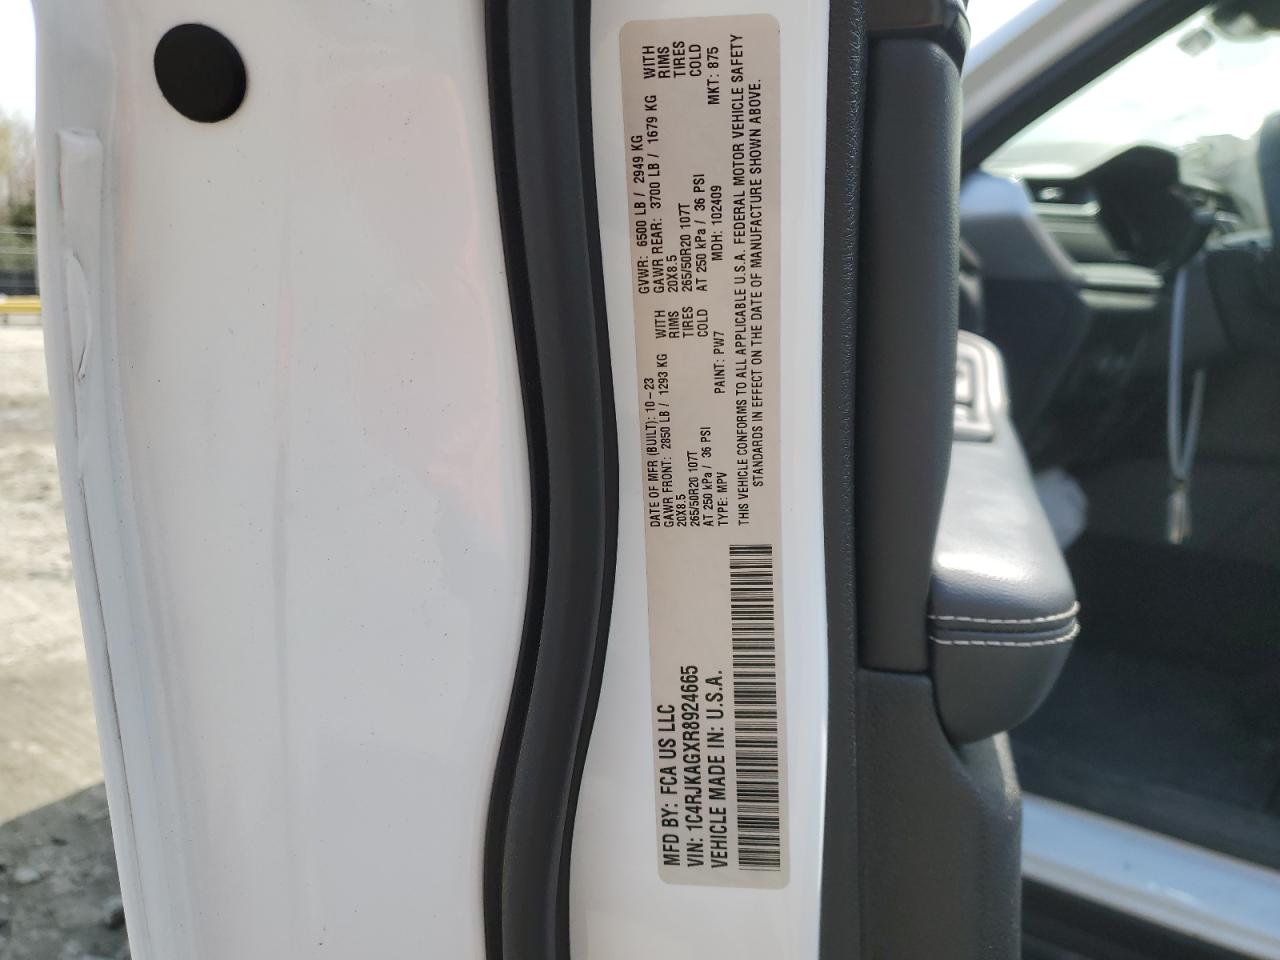 MFD BY: FCA US LLC
VIN: 1C4RJKAGXR8924665
VEHICLE MADE IN: U.S.A.
DATE OF MFR (BUILT): 10-23
GVWR: 6500 LB / 2949 KG
GAWR FRONT: 2850 LB / 1293 KG WITH
20X8.5 RIMS
265/50R20 107T TIRES
AT 250 kPa / 36 PSI COLD
GAWR REAR: 3700 LB / 1679 KG WITH
20X8.5 RIMS
265/50R20 107T TIRES
AT 250 kPa / 36 PSI COLD
TYPE: MPV PAINT: PW7 MDH: 102409 MKT: 875
THIS VEHICLE CONFORMS TO ALL APPLICABLE U.S.A. FEDERAL MOTOR VEHICLE SAFETY
STANDARDS IN EFFECT ON THE DATE OF MANUFACTURE SHOWN ABOVE.